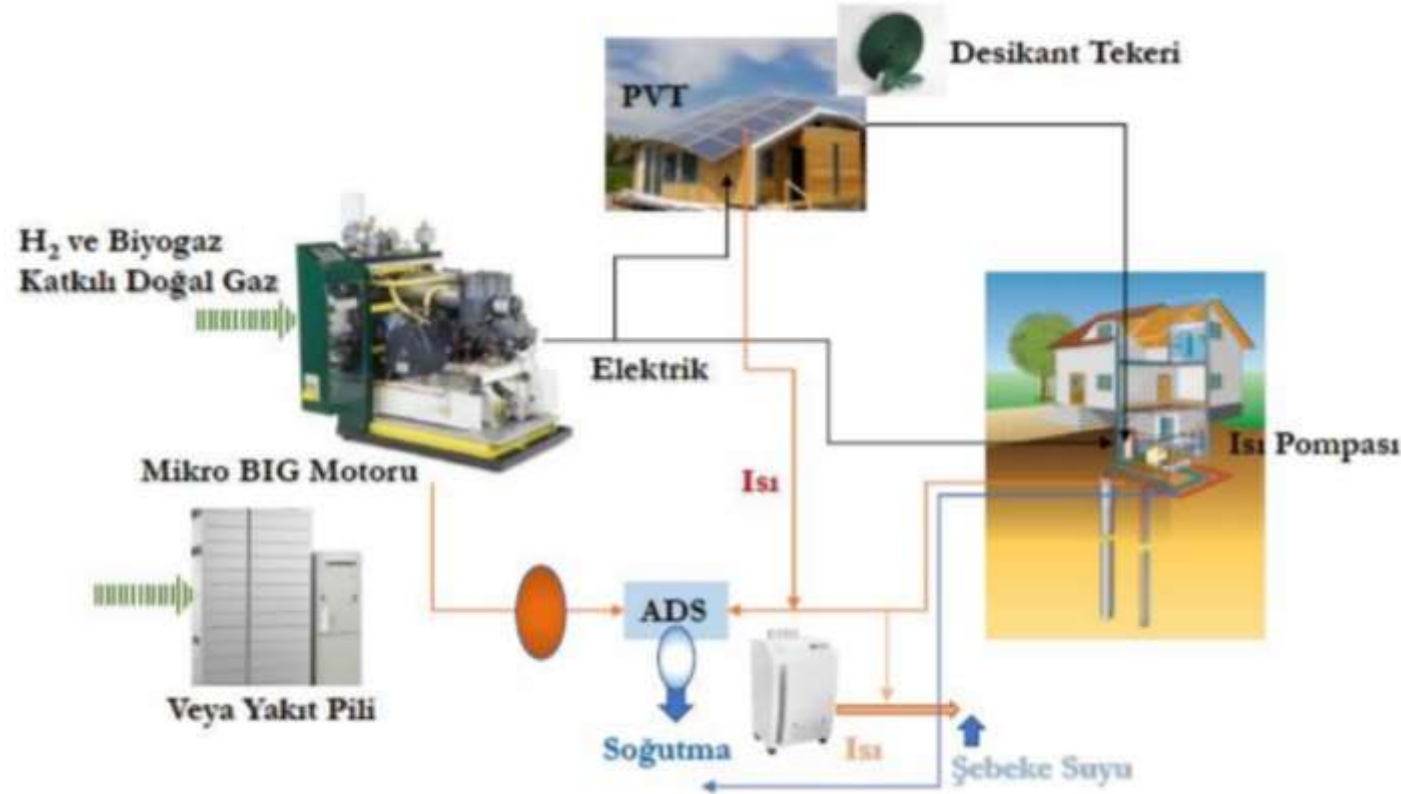 Desikant Tekeri
PVT
H₂ ve Biyogaz
Katkılı Doğal Gaz
Elektrik
Isı Pompası
Mikro BIG Motoru
Isı
ADS
Veya Yakıt Pili
Soğutma
Isı
Şebeke Suyu